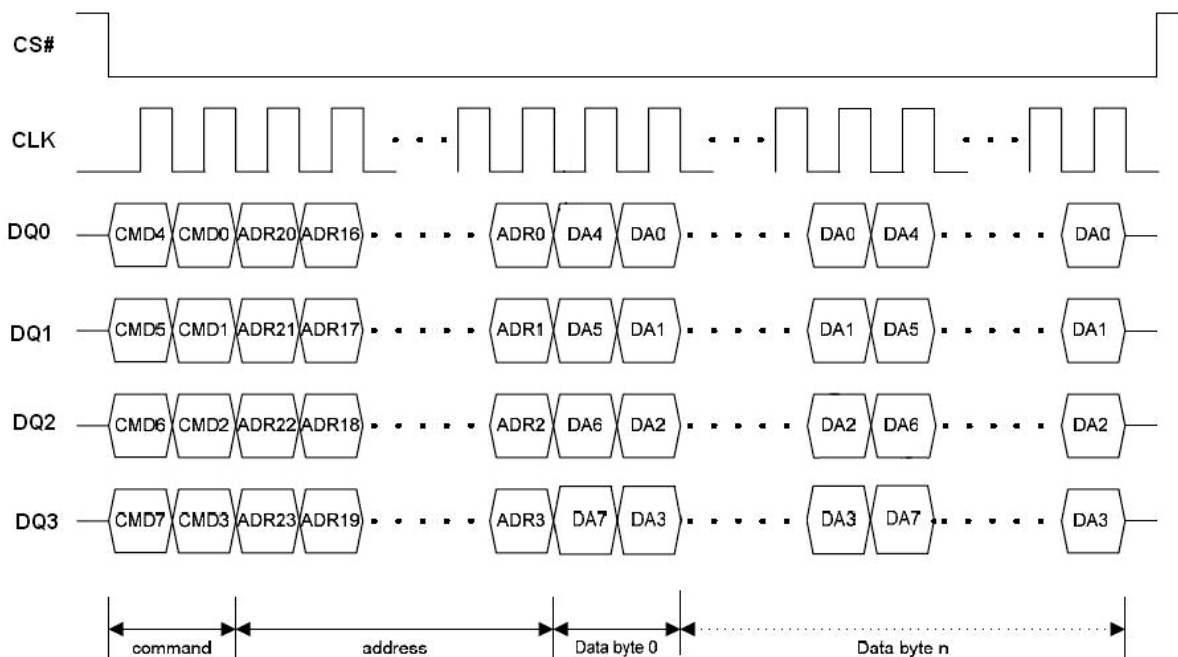 CS#
CLK
DQ0 CMD4 CMD0 ADR20 ADR16 ADR0 DA4 DA0 DA0 DA4 DA0
DQ1 CMD5 CMD1 ADR21 ADR17 ADR1 DA5 DA1 DA1 DA5 DA1
DQ2 CMD6 CMD2 ADR22 ADR18 ADR2 DA6 DA2 DA2 DA6 DA2
DQ3 CMD7 CMD3 ADR23 ADR19 ADR3 DA7 DA3 DA3 DA7 DA3
command address Data byte 0 Data byte n